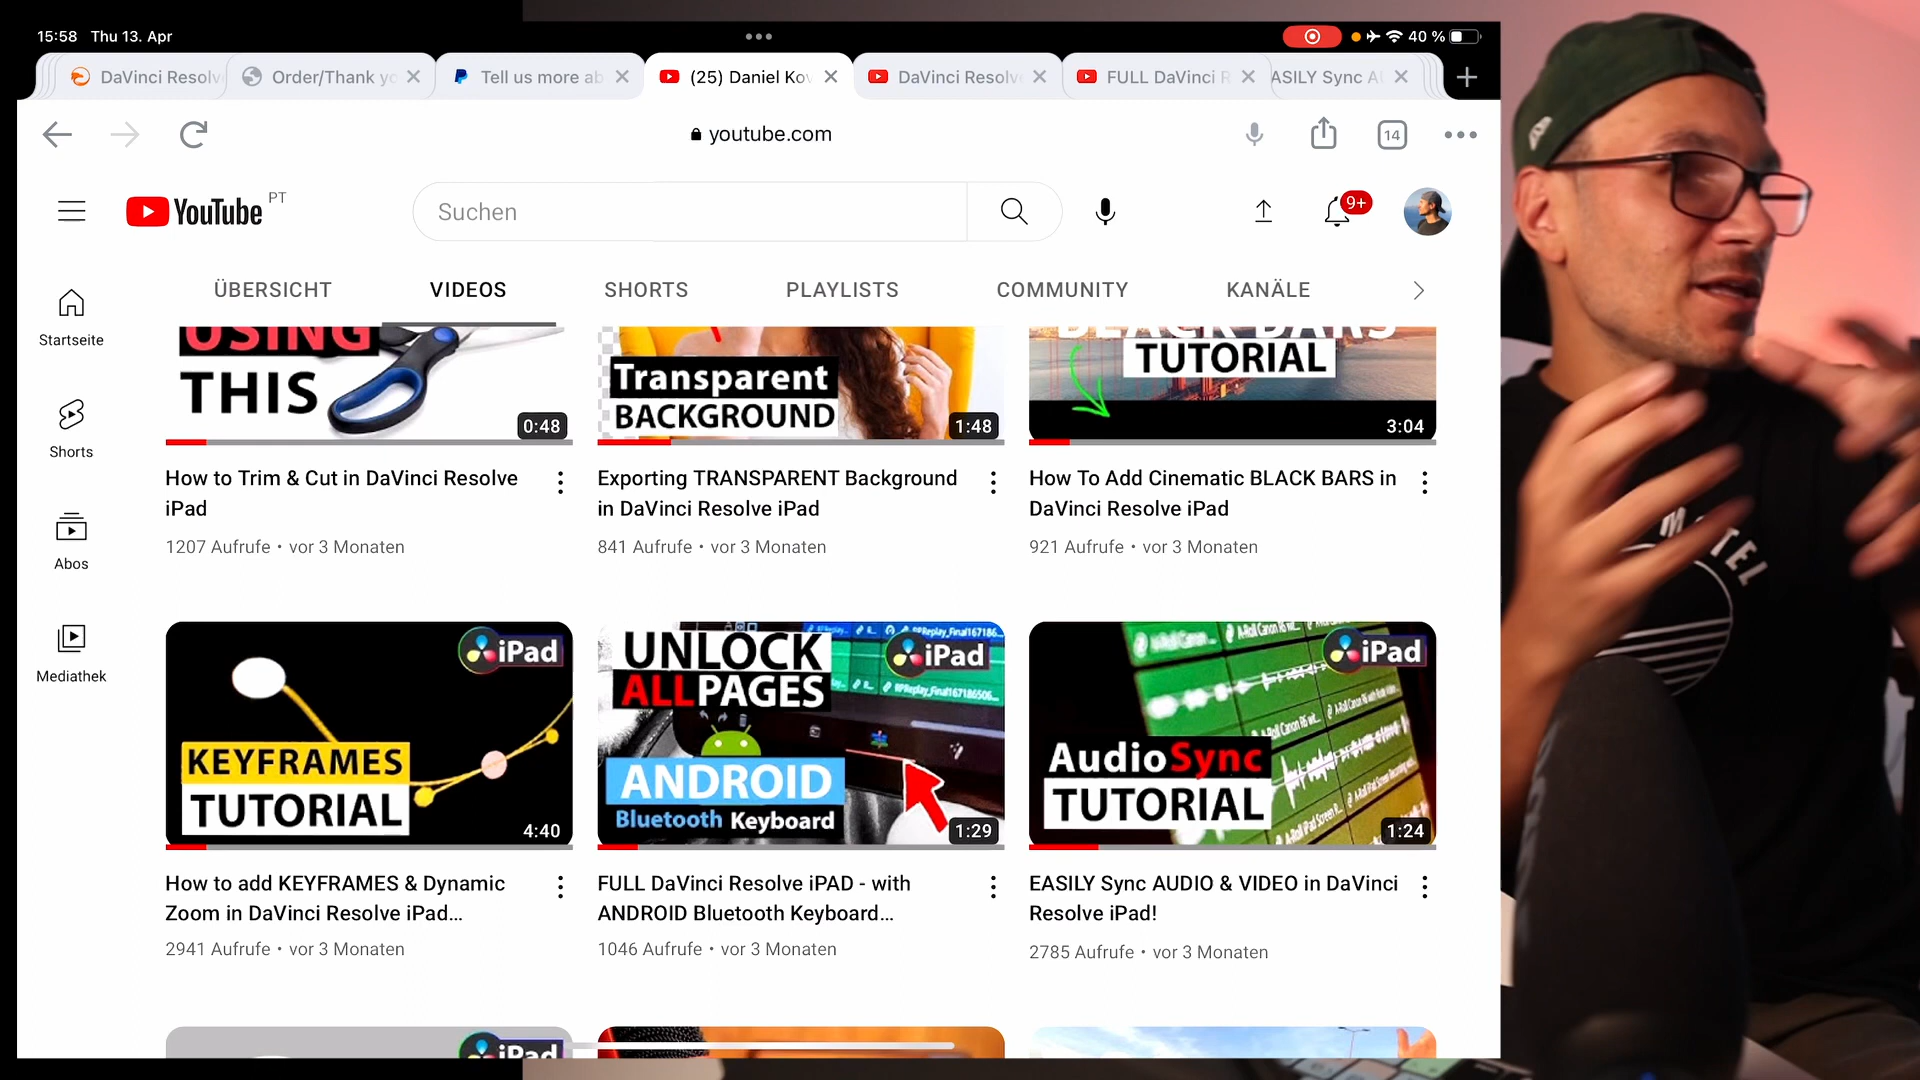 15:58 Thu 13. Apr
40 %
DaVinci Resolv
Order/Thank yo
Tell us more ab
(25) Daniel Kov
DaVinci Resolve
FULL DaVinci R
EASILY Sync A
youtube.com
14
YouTube PT
Suchen
9+
ÜBERSICHT
VIDEOS
SHORTS
PLAYLISTS
COMMUNITY
KANÄLE
Startseite
Shorts
Abos
Mediathek
USING
THIS
0:48
Transparent
BACKGROUND
1:48
BLACK BARS
TUTORIAL
3:04
How to Trim & Cut in DaVinci Resolve
iPad
1207 Aufrufe • vor 3 Monaten
Exporting TRANSPARENT Background
in DaVinci Resolve iPad
841 Aufrufe • vor 3 Monaten
How To Add Cinematic BLACK BARS in
DaVinci Resolve iPad
921 Aufrufe • vor 3 Monaten
iPad
KEYFRAMES
TUTORIAL
4:40
UNLOCK
ALL PAGES
iPad
ANDROID
Bluetooth Keyboard
1:29
iPad
Audio Sync
TUTORIAL
1:24
How to add KEYFRAMES & Dynamic
Zoom in DaVinci Resolve iPad...
2941 Aufrufe • vor 3 Monaten
FULL DaVinci Resolve iPAD - with
ANDROID Bluetooth Keyboard...
1046 Aufrufe • vor 3 Monaten
EASILY Sync AUDIO & VIDEO in DaVinci
Resolve iPad!
2785 Aufrufe • vor 3 Monaten
iPad